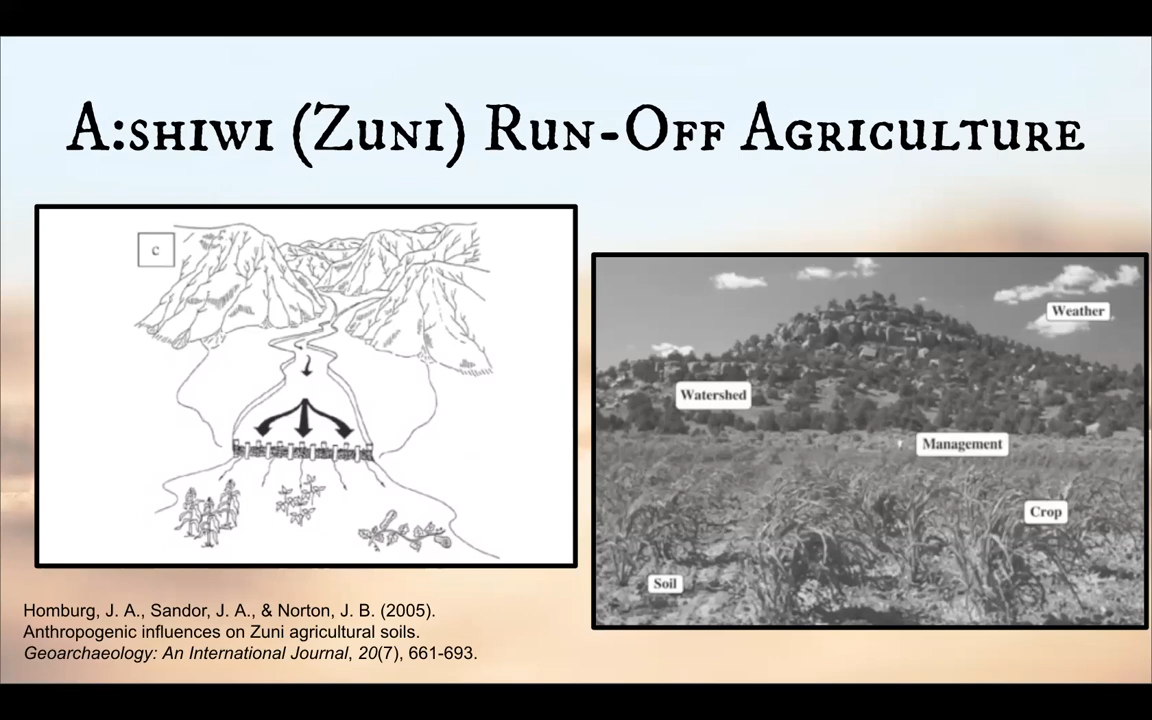 A:shiwi (Zuni) Run-Off Agriculture
c
Weather
Watershed
Management
Crop
Soil
Homburg, J. A., Sandor, J. A., & Norton, J. B. (2005).
Anthropogenic influences on Zuni agricultural soils.
Geoarchaeology: An International Journal, 20(7), 661-693.